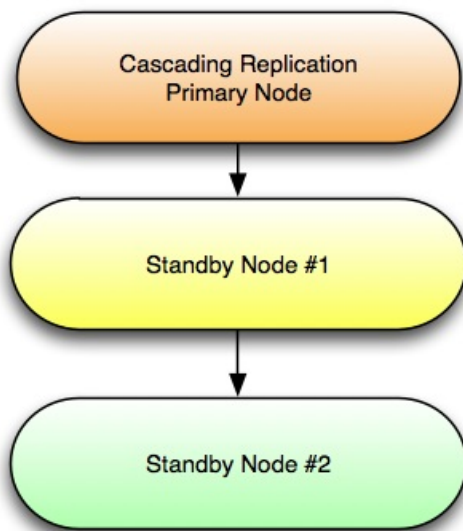 Cascading Replication
Primary Node
Standby Node #1
Standby Node #2